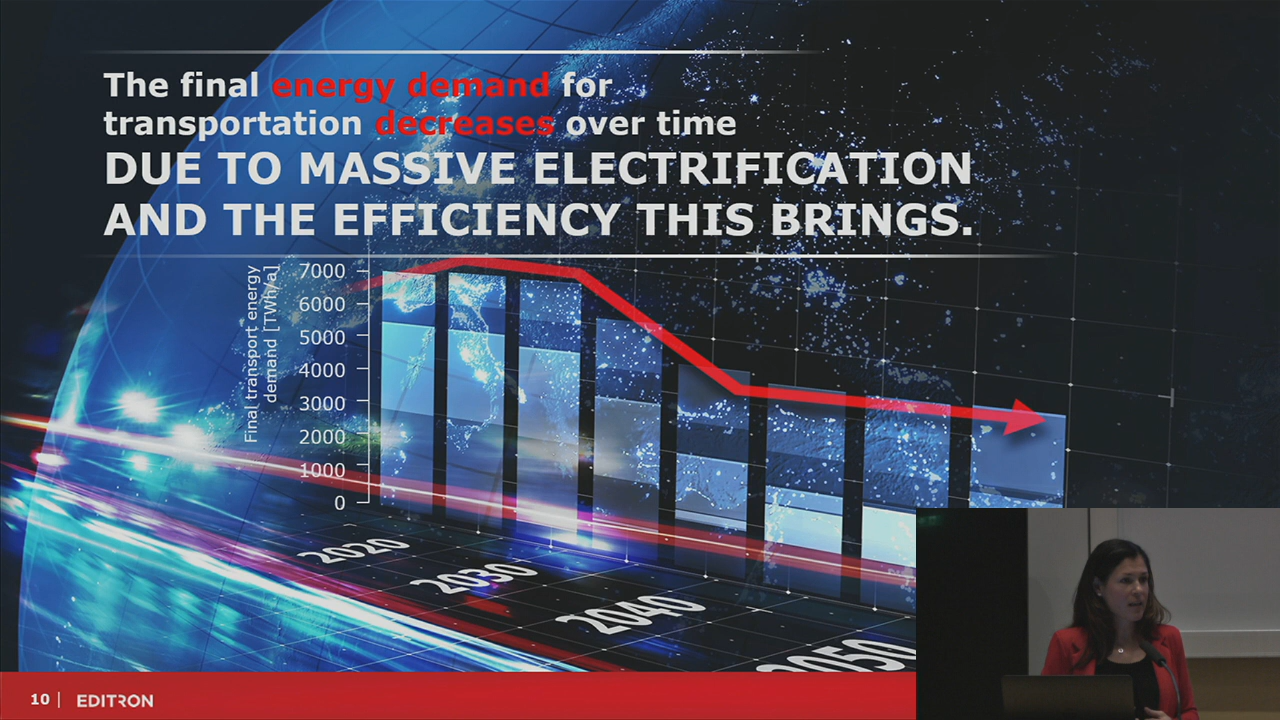 The final energy demand for
transportation decreases over time
DUE TO MASSIVE ELECTRIFICATION
AND THE EFFICIENCY THIS BRINGS.
Final transport energy
demand [TWh/a]
7000
6000
5000
4000
3000
2000
1000
0
2020
2030
2040
2050
10 | EDITRON